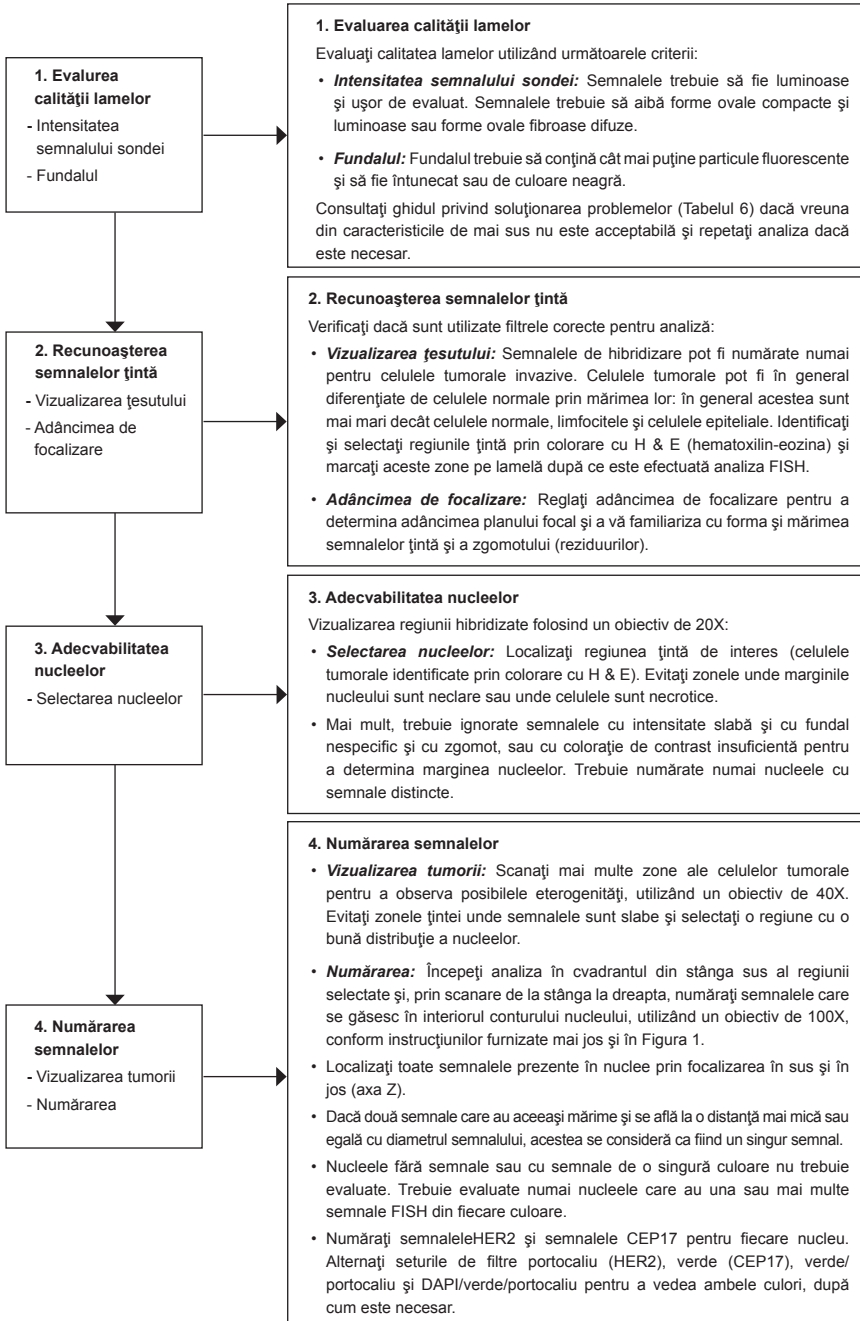 1. Evalurea
calităţii lamelor
- Intensitatea
semnalului sondei
- Fundalul
1. Evaluarea calităţii lamelor
Evaluaţi calitatea lamelor utilizând următoarele criterii:
• Intensitatea semnalului sondei: Semnalele trebuie să fie luminoase
şi uşor de evaluat. Semnalele trebuie să aibă forme ovale compacte şi
luminoase sau forme ovale fibroase difuze.
• Fundalul: Fundalul trebuie să conţină cât mai puţine particule fluorescente
şi să fie întunecat sau de culoare neagră.
Consultaţi ghidul privind soluţionarea problemelor (Tabelul 6) dacă vreuna
din caracteristicile de mai sus nu este acceptabilă şi repetaţi analiza dacă
este necesar.
2. Recunoaşterea
semnalelor ţintă
- Vizualizarea ţesutului
- Adâncimea de
focalizare
2. Recunoaşterea semnalelor ţintă
Verificaţi dacă sunt utilizate filtrele corecte pentru analiză:
• Vizualizarea ţesutului: Semnalele de hibridizare pot fi numărate numai
pentru celulele tumorale invazive. Celulele tumorale pot fi în general
diferenţiate de celulele normale prin mărimea lor: în general acestea sunt
mai mari decât celulele normale, limfocitele şi celulele epiteliale. Identificaţi
şi selectaţi regiunile ţintă prin colorare cu H & E (hematoxilin-eozina) şi
marcaţi aceste zone pe lamelă după ce este efectuată analiza FISH.
• Adâncimea de focalizare: Reglaţi adâncimea de focalizare pentru a
determina adâncimea planului focal şi a vă familiariza cu forma şi mărimea
semnalelor ţintă şi a zgomotului (reziduurilor).
3. Adecvabilitatea
nucleelor
- Selectarea nucleelor
3. Adecvabilitatea nucleelor
Vizualizarea regiunii hibridizate folosind un obiectiv de 20X:
• Selectarea nucleelor: Localizaţi regiunea ţintă de interes (celulele
tumorale identificate prin colorare cu H & E). Evitaţi zonele unde marginile
nucleului sunt neclare sau unde celulele sunt necrotice.
• Mai mult, trebuie ignorate semnalele cu intensitate slabă şi cu fundal
nespecific şi cu zgomot, sau cu coloraţie de contrast insuficientă pentru
a determina marginea nucleelor. Trebuie numărate numai nucleele cu
semnale distincte.
4. Numărarea
semnalelor
- Vizualizarea tumorii
- Numărarea
4. Numărarea semnalelor
• Vizualizarea tumorii: Scanaţi mai multe zone ale celulelor tumorale
pentru a observa posibilele eterogenităţi, utilizând un obiectiv de 40X.
Evitaţi zonele ţintei unde semnalele sunt slabe şi selectaţi o regiune cu o
bună distribuţie a nucleelor.
• Numărarea: Începeţi analiza în cvadrantul din stânga sus al regiunii
selectate şi, prin scanare de la stânga la dreapta, număraţi semnalele care
se găsesc în interiorul conturului nucleului, utilizând un obiectiv de 100X,
conform instrucţiunilor furnizate mai jos şi în Figura 1.
• Localizaţi toate semnalele prezente în nuclee prin focalizarea în sus şi în
jos (axa Z).
• Dacă două semnale care au aceeaşi mărime şi se află la o distanţă mai mică sau
egală cu diametrul semnalului, acestea se consideră ca fiind un singur semnal.
• Nucleele fără semnale sau cu semnale de o singură culoare nu trebuie
evaluate. Trebuie evaluate numai nucleele care au una sau mai multe
semnale FISH din fiecare culoare.
• Număraţi semnaleleHER2 şi semnalele CEP17 pentru fiecare nucleu.
Alternaţi seturile de filtre portocaliu (HER2), verde (CEP17), verde/
portocaliu şi DAPI/verde/portocaliu pentru a vedea ambele culori, după
cum este necesar.